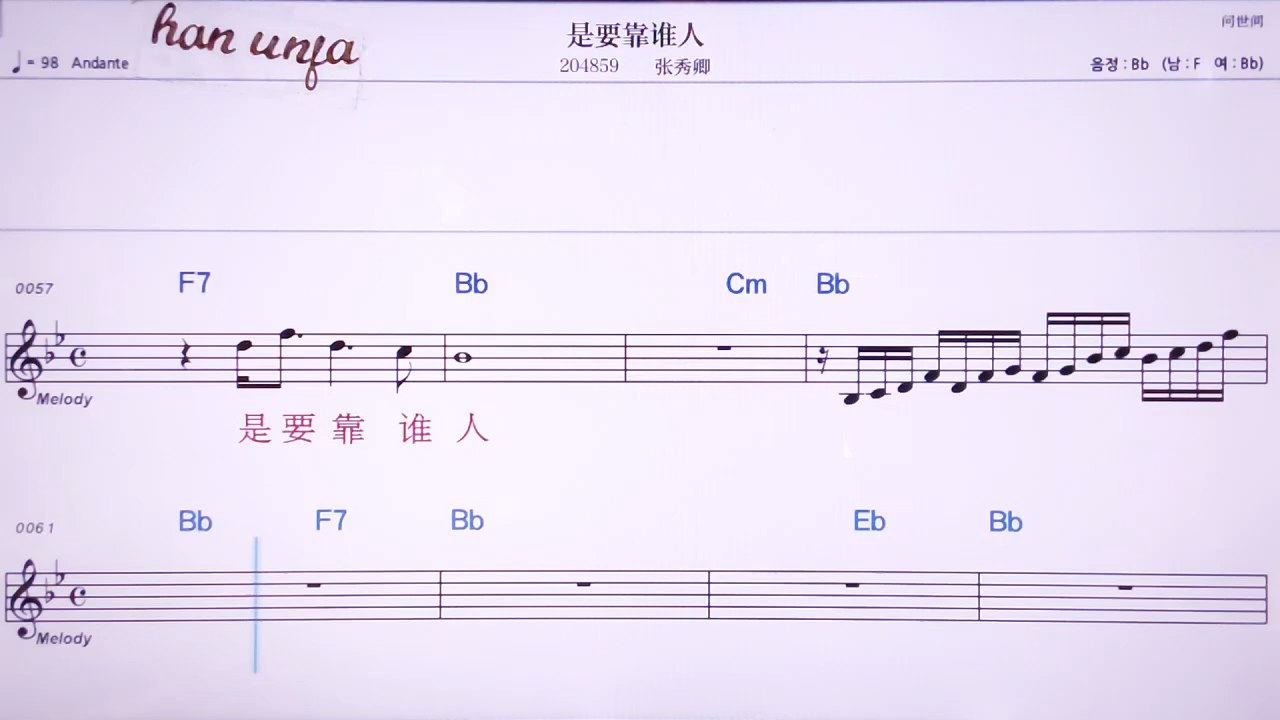 han unfa
是要靠谁人
问世间
♩= 98 Andante
204859 张秀卿
음정 : Bb (남 : F 여 : Bb)
0057 F7 Bb Cm Bb
Melody
是要靠谁人
0061 Bb F7 Bb Eb Bb
Melody